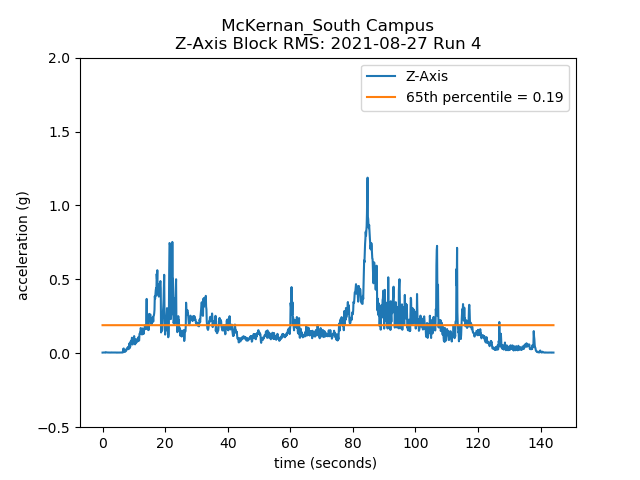 McKernan_South Campus
Z-Axis Block RMS: 2021-08-27 Run 4
2.0
1.5
1.0
0.5
0.0
−0.5
acceleration (g)
Z-Axis
65th percentile = 0.19
0 20 40 60 80 100 120 140
time (seconds)